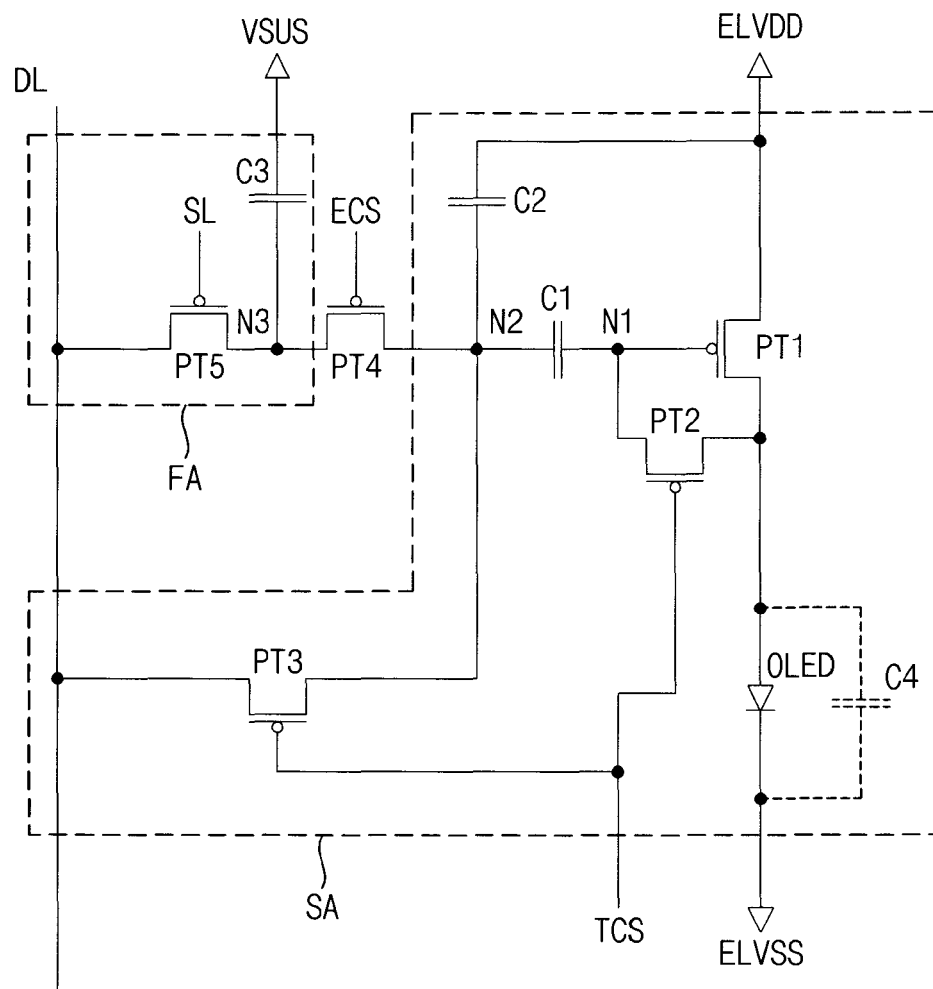 VSUS
ELVDD
DL
C3
C2
SL
ECS
C1
N3
N2
N1
PT5
PT4
PT1
PT2
FA
PT3
OLED
C4
SA
TCS
ELVSS